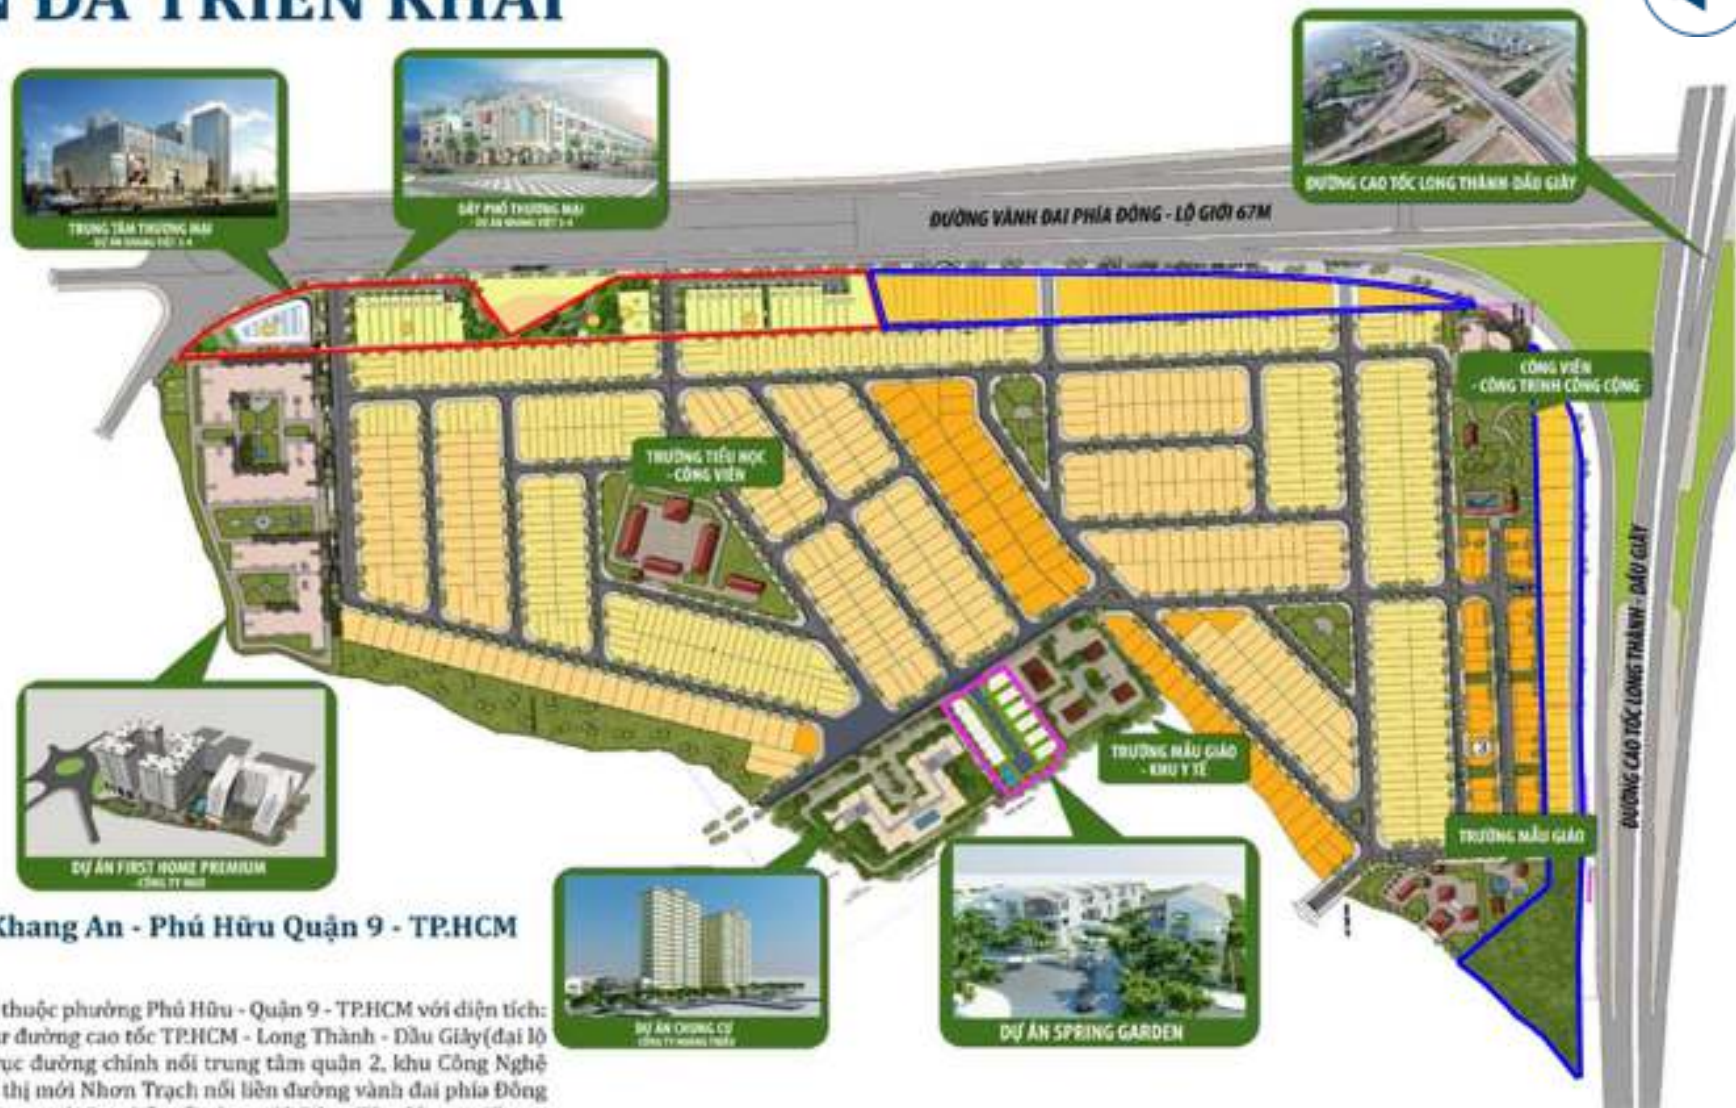 ĐÃ TRIỂN KHAI
ĐƯỜNG CAO TỐC LONG THÀNH-DẦU GIÂY
TRUNG TÂM THƯƠNG MẠI
DÃY PHỐ THƯƠNG MẠI
ĐƯỜNG VÀNH ĐAI PHÍA ĐÔNG - LỘ GIỚI 67M
CÔNG VIÊN
- CÔNG TRÌNH CÔNG CỘNG
TRƯỜNG TIỂU HỌC
- CÔNG VIÊN
ĐƯỜNG CAO TỐC LONG THÀNH - DẦU GIÂY
TRƯỜNG MẪU GIÁO
- KHU Y TẾ
3
TRƯỜNG MẪU GIÁO
DỰ ÁN FIRST HOME PREMIUM
DỰ ÁN CHUNG CƯ
DỰ ÁN SPRING GARDEN
Khang An - Phú Hữu Quận 9 - TP.HCM
thuộc phường Phú Hữu - Quận 9 - TP.HCM với diện tích:
đường cao tốc TP.HCM - Long Thành - Dầu Giây(đại lộ
đường chính nối trung tâm quận 2, khu Công Nghệ
thị mới Nhơn Trạch nối liền đường vành đai phía Đông